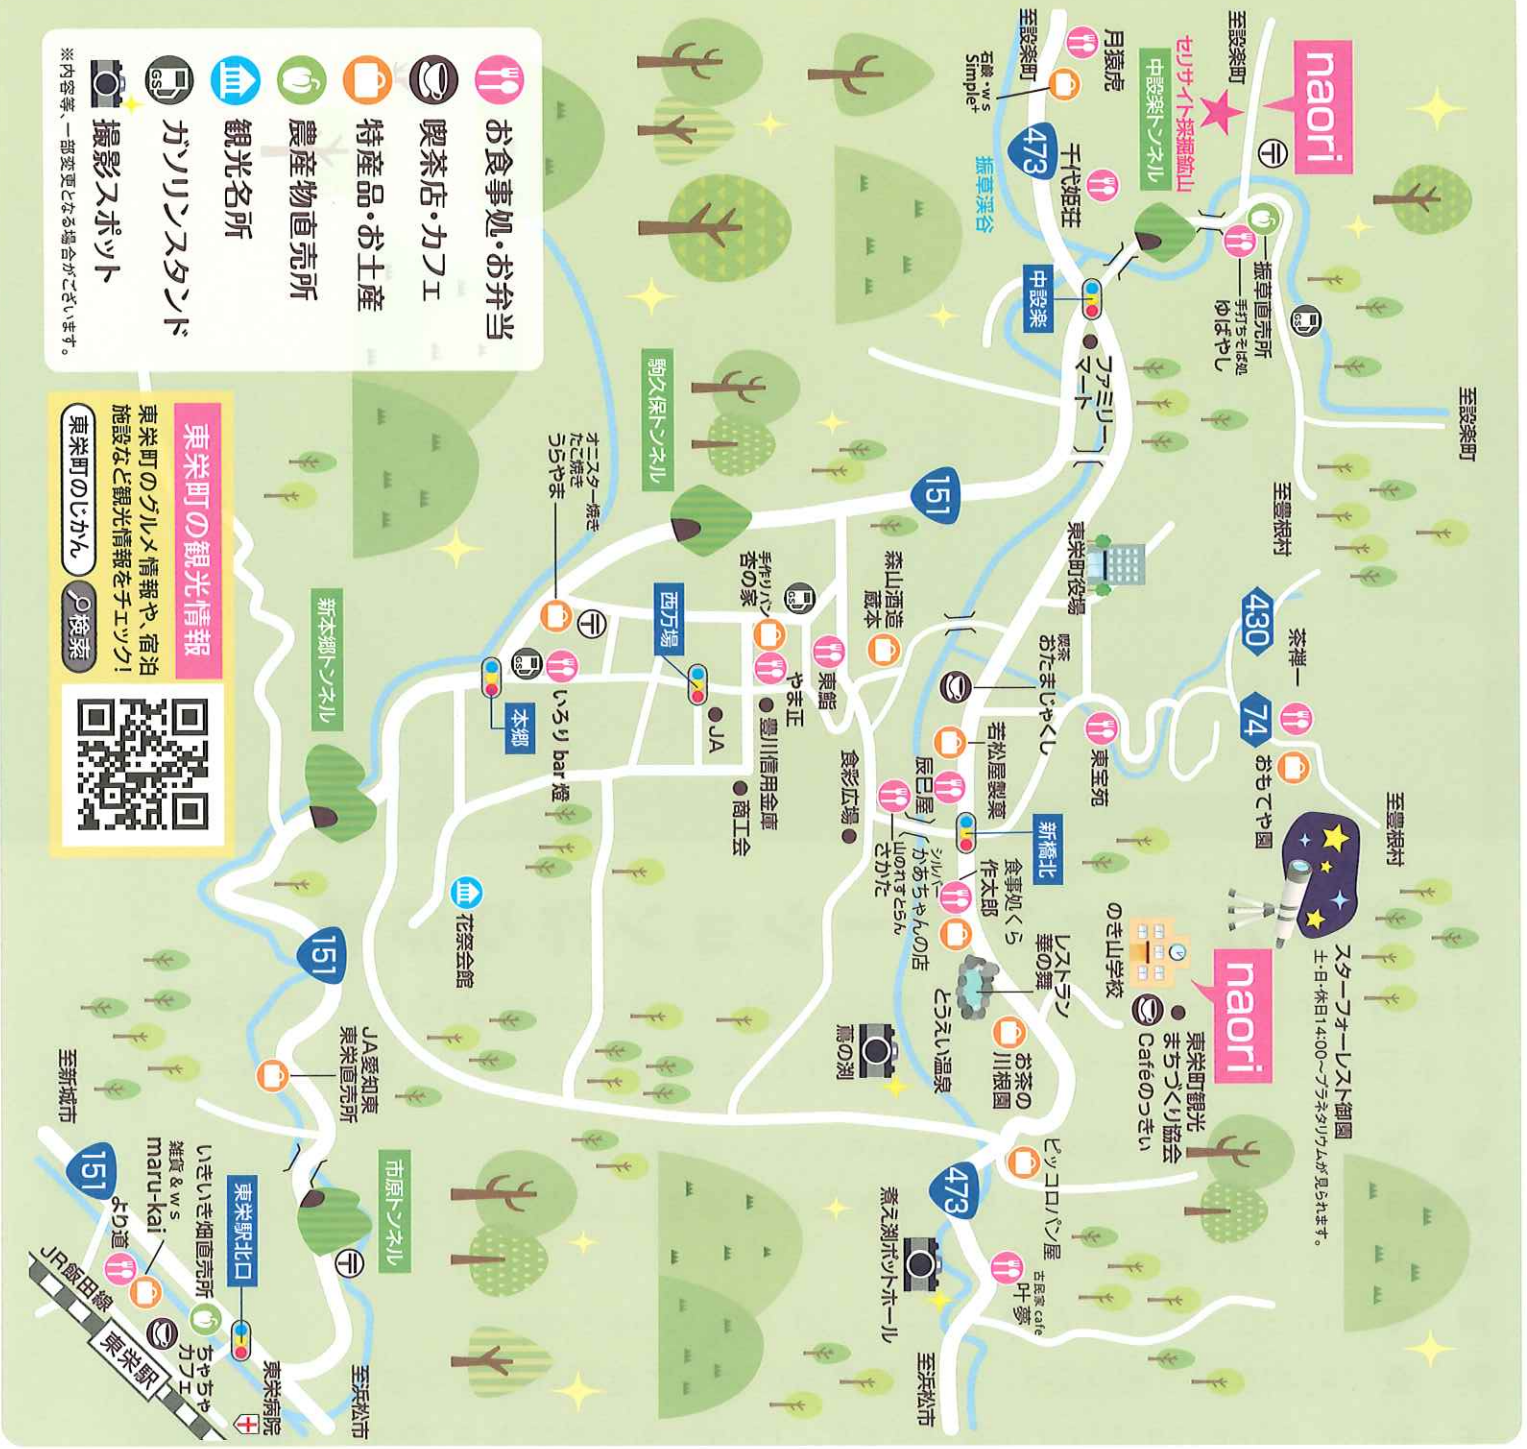 至設楽町
naori
至設楽町
〒
セリサイト採掘鉱山
中設楽トンネル
月猿虎
石鹸・ws
Simple+
473
千代姫荘
振草渓谷
中設楽
振草直売所
手打ちそば処
ゆばやし
GS
至設楽町
至豊根村
ファミリー
マート
駒久保トンネル
151
東栄町役場
430
茶禅一
74
おもてや園
至豊根村
スターフォーレスト御園
土・日・休日14:00〜プラネタリウムが見られます。
オニスター焼き
たこ焼き
うらやま
〒
手作りパン
杏の家
GS
森山酒造
蔵本
喫茶
おたまじゃくし
東宝苑
西万場
やま正
東鮨
豊川信用金庫
JA
商工会
食彩広場
若松屋製菓
辰巳屋
新橋北
山のれすとらん
さかた
シルバー
かあちゃんの店
食事処くら
作太郎
レストラン
華の舞
とうえい温泉
のき山学校
naori
東栄町観光
まちづくり協会
Caféのっきい
お茶の
川根園
蔦の渕
GS
本郷
いろり bar 燈
新本郷トンネル
花祭会館
151
JA愛知東
東栄直売所
ピッコロパン屋
473
煮え渕ポットホール
古民家 cafe
叶夢
至浜松市
市原トンネル
〒
至新城市
151
いきいき畑直売所
雑貨 & ws
maru-kai
より道
東栄駅北口
JR飯田線
東栄駅
ちゃちゃ
カフェ
東栄病院
至浜松市
お食事処・お弁当
喫茶店・カフェ
特産品・お土産
農産物直売所
観光名所
GS
ガソリンスタンド
撮影スポット
※内容等、一部変更となる場合がございます。
東栄町の観光情報
東栄町のグルメ情報や、宿泊
施設など観光情報をチェック!
東栄町のじかん 検索